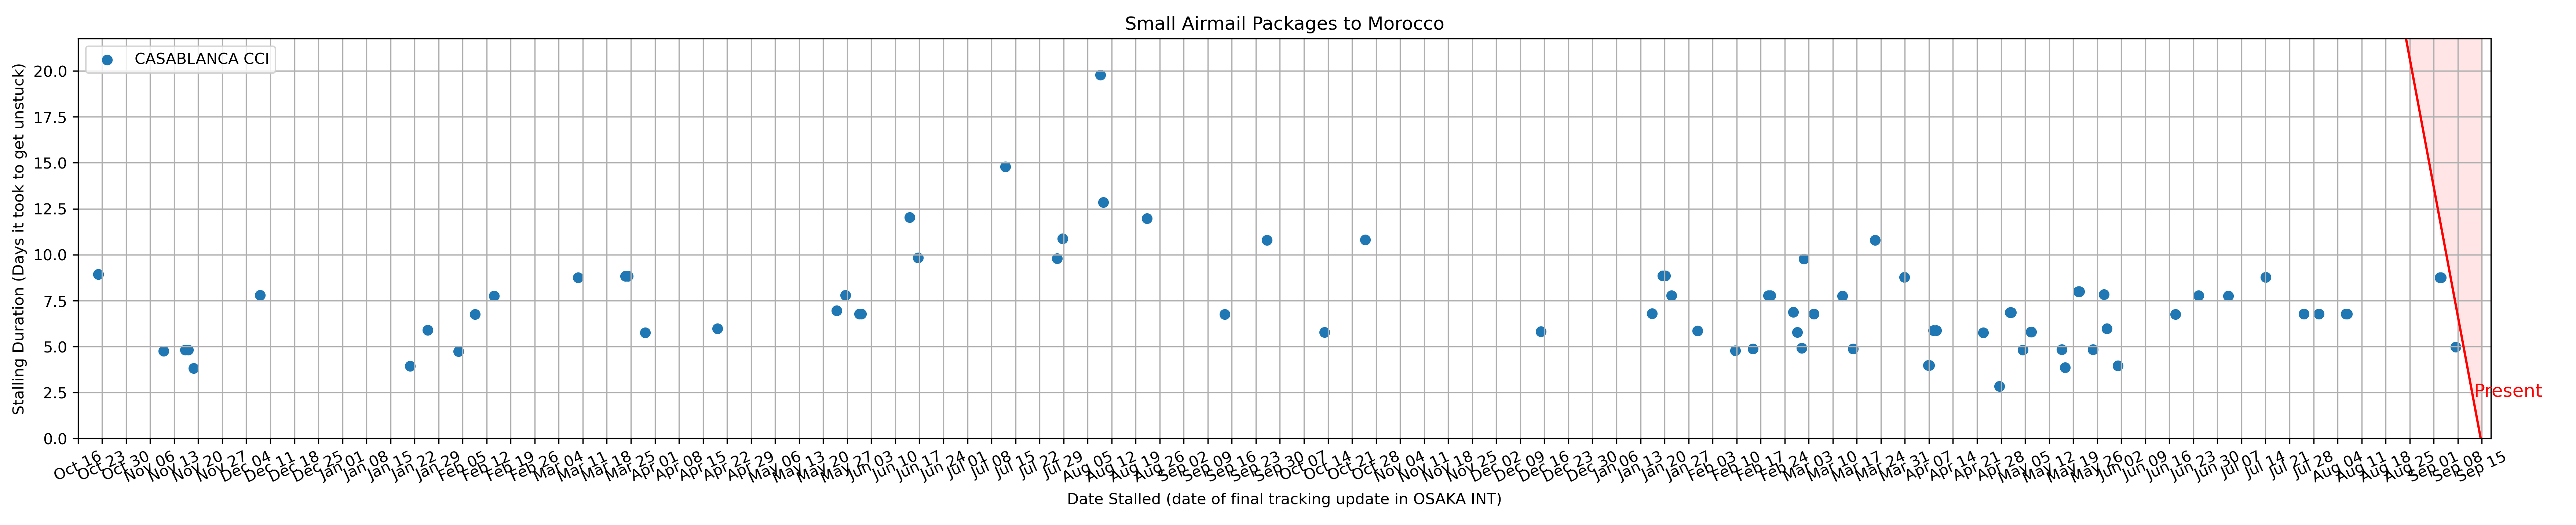 Small Airmail Packages to Morocco
CASABLANCA CCI
Stalling Duration (Days it took to get unstuck)
20.0
17.5
15.0
12.5
10.0
7.5
5.0
2.5
0.0
Present
Oct 16 Oct 23 Oct 30 Nov 06 Nov 13 Nov 20 Nov 27 Dec 04 Dec 11 Dec 18 Dec 25 Jan 01 Jan 08 Jan 15 Jan 22 Jan 29 Feb 05 Feb 12 Feb 19 Feb 26 Mar 04 Mar 11 Mar 18 Mar 25 Apr 01 Apr 08 Apr 15 Apr 22 Apr 29 May 06 May 13 May 20 May 27 Jun 03 Jun 10 Jun 17 Jun 24 Jul 01 Jul 08 Jul 15 Jul 22 Jul 29 Aug 05 Aug 12 Aug 19 Aug 26 Sep 02 Sep 09 Sep 16 Sep 23 Sep 30 Oct 07 Oct 14 Oct 21 Oct 28 Nov 04 Nov 11 Nov 18 Nov 25 Dec 02 Dec 09 Dec 16 Dec 23 Dec 30 Jan 06 Jan 13 Jan 20 Jan 27 Feb 03 Feb 10 Feb 17 Feb 24 Mar 03 Mar 10 Mar 17 Mar 24 Mar 31 Apr 07 Apr 14 Apr 21 Apr 28 May 05 May 12 May 19 May 26 Jun 02 Jun 09 Jun 16 Jun 23 Jun 30 Jul 07 Jul 14 Jul 21 Jul 28 Aug 04 Aug 11 Aug 18 Aug 25 Sep 01 Sep 08 Sep 15
Date Stalled (date of final tracking update in OSAKA INT)